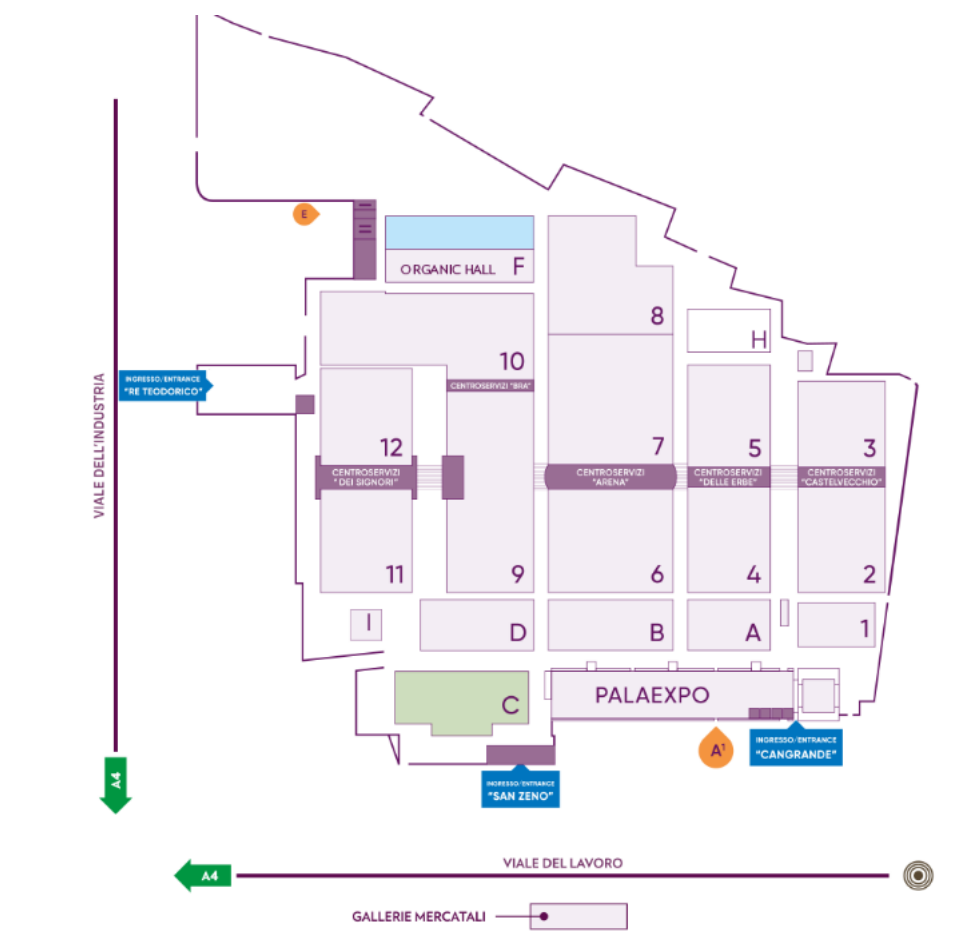 E
ORGANIC HALL F
8
H
10
INGRESSO/ENTRANCE
"RE TEODORICO"
CENTROSERVIZI "BRA"
VIALE DELL'INDUSTRIA
12
7
5
3
CENTROSERVIZI
"DEI SIGNORI"
CENTROSERVIZI
"ARENA"
CENTROSERVIZI
"DELLE ERBE"
CENTROSERVIZI
"CASTELVECCHIO"
11
9
6
4
2
I
D
B
A
1
C
PALAEXPO
A1
INGRESSO/ENTRANCE
"CANGRANDE"
INGRESSO/ENTRANCE
"SAN ZENO"
A4
VIALE DEL LAVORO
A4
GALLERIE MERCATALI